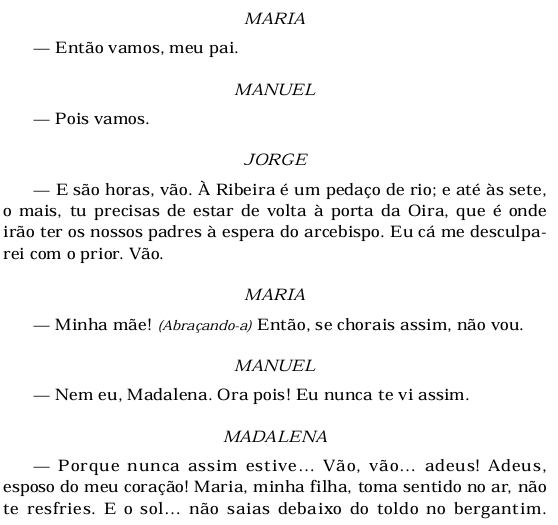 MARIA
— Então vamos, meu pai.
MANUEL
— Pois vamos.
JORGE
— E são horas, vão. À Ribeira é um pedaço de rio; e até às sete,
o mais, tu precisas de estar de volta à porta da Oira, que é onde
irão ter os nossos padres à espera do arcebispo. Eu cá me desculpa-
rei com o prior. Vão.
MARIA
— Minha mãe! (Abraçando-a) Então, se chorais assim, não vou.
MANUEL
— Nem eu, Madalena. Ora pois! Eu nunca te vi assim.
MADALENA
— Porque nunca assim estive... Vão, vão... adeus! Adeus,
esposo do meu coração! Maria, minha filha, toma sentido no ar, não
te resfries. E o sol... não saias debaixo do toldo no bergantim.